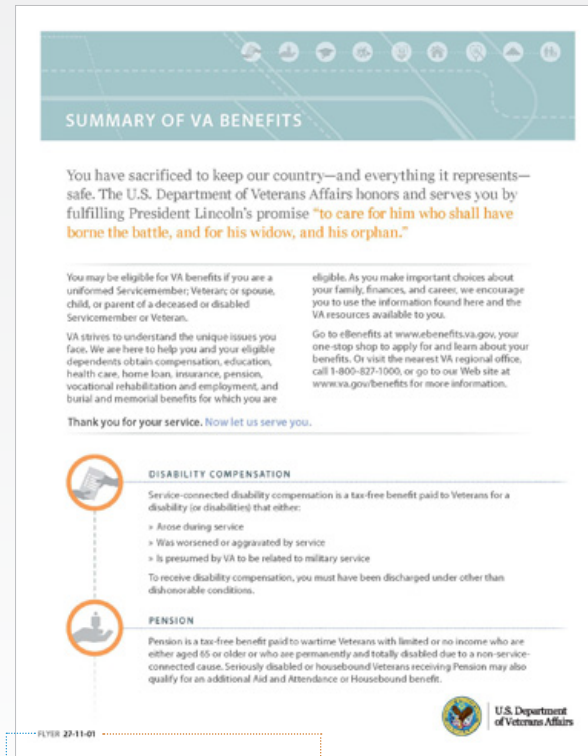 SUMMARY OF VA BENEFITS
You have sacrificed to keep our country—and everything it represents—
safe. The U.S. Department of Veterans Affairs honors and serves you by
fulfilling President Lincoln's promise "to care for him who shall have
borne the battle, and for his widow, and his orphan."
You may be eligible for VA benefits if you are a
uniformed Servicemember; Veteran; or spouse,
child, or parent of a deceased or disabled
Servicemember or Veteran.
VA strives to understand the unique issues you
face. We are here to help you and your eligible
dependents obtain compensation, education,
health care, home loan, insurance, pension,
vocational rehabilitation and employment, and
burial and memorial benefits for which you are
eligible. As you make important choices about
your family, finances, and career, we encourage
you to use the information found here and the
VA resources available to you.
Go to eBenefits at www.ebenefits.va.gov, your
one-stop shop to apply for and learn about your
benefits. Or visit the nearest VA regional office,
call 1-800-827-1000, or go to our Web site at
www.va.gov/benefits for more information.
Thank you for your service. Now let us serve you.
DISABILITY COMPENSATION
Service-connected disability compensation is a tax-free benefit paid to Veterans for a
disability (or disabilities) that either:
» Arose during service
» Was worsened or aggravated by service
» Is presumed by VA to be related to military service
To receive disability compensation, you must have been discharged under other than
dishonorable conditions.
PENSION
Pension is a tax-free benefit paid to wartime Veterans with limited or no income who are
either aged 65 or older or who are permanently and totally disabled due to a non-service-
connected cause. Seriously disabled or housebound Veterans receiving Pension may also
qualify for an additional Aid and Attendance or Housebound benefit.
U.S. Department
of Veterans Affairs
FLYER 27-11-01